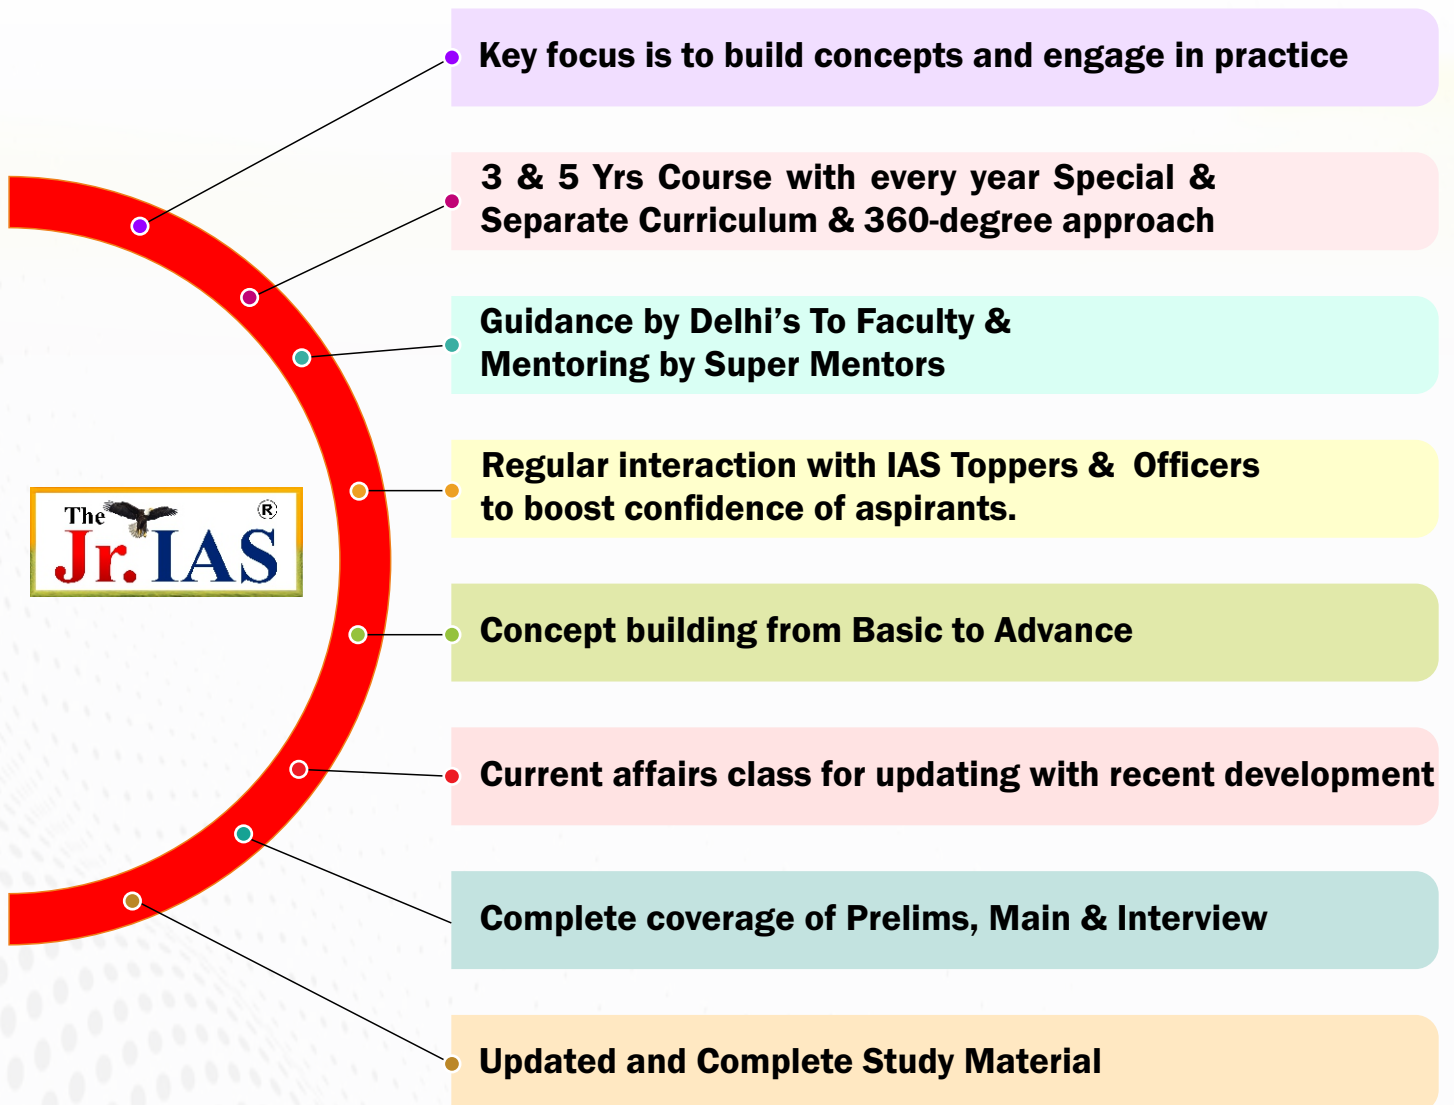 Key focus is to build concepts and engage in practice
3 & 5 Yrs Course with every year Special &
Separate Curriculum & 360-degree approach
Guidance by Delhi’s To Faculty &
Mentoring by Super Mentors
Regular interaction with IAS Toppers & Officers
to boost confidence of aspirants.
The ®
Jr. IAS
Concept building from Basic to Advance
Current affairs class for updating with recent development
Complete coverage of Prelims, Main & Interview
Updated and Complete Study Material